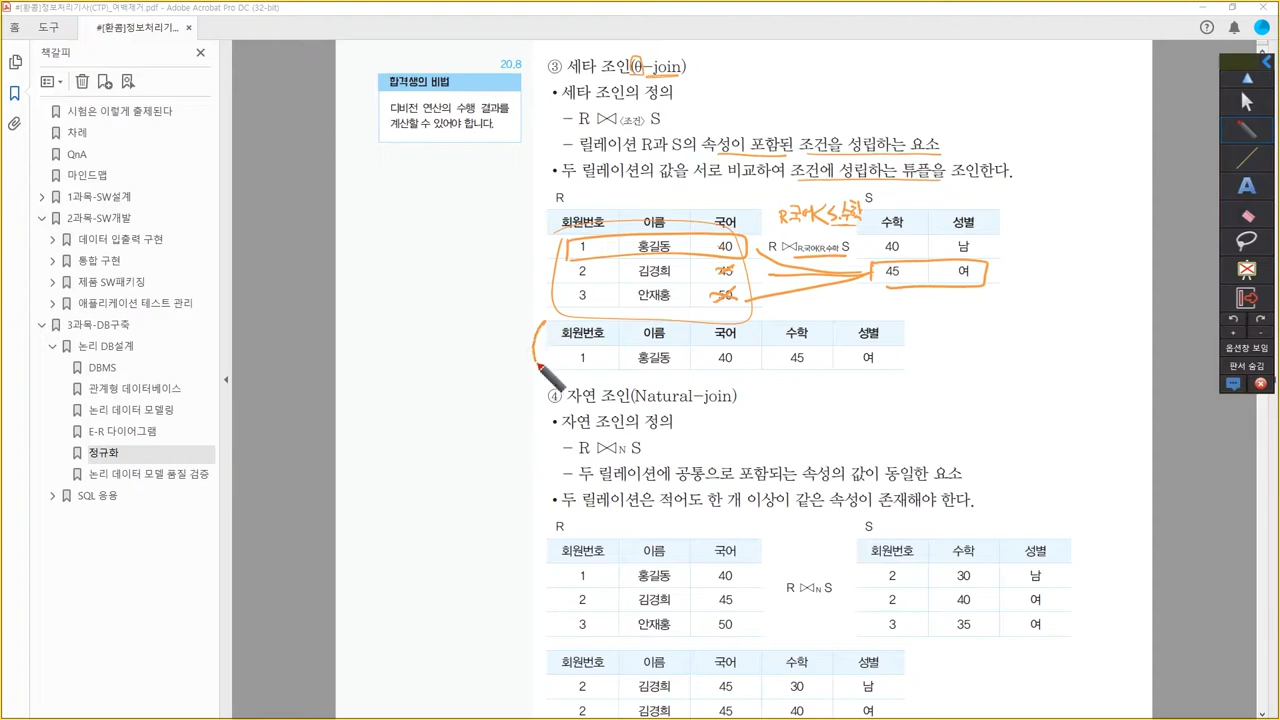 #[환콤]정보처리기사(CTP)_여백제거.pdf - Adobe Acrobat Pro DC (32-bit)
홈 도구 #[환콤]정보처리기... ×
책갈피
시험은 이렇게 출제된다
차례
QnA
마인드맵
1과목-SW설계
2과목-SW개발
데이터 입출력 구현
통합 구현
제품 SW패키징
애플리케이션 테스트 관리
3과목-DB구축
논리 DB설계
DBMS
관계형 데이터베이스
논리 데이터 모델링
E-R 다이어그램
정규화
논리 데이터 모델 품질 검증
SQL 응용
20.8
합격생의 비법
디비전 연산의 수행 결과를
계산할 수 있어야 합니다.
③ 세타 조인(θ-join)
• 세타 조인의 정의
- R ⋈〈조건〉 S
- 릴레이션 R과 S의 속성이 포함된 조건을 성립하는 요소
• 두 릴레이션의 값을 서로 비교하여 조건에 성립하는 튜플을 조인한다.
R S
R국어<S.수학
회원번호 이름 국어 수학 성별
1 홍길동 40 R ⋈R.국어〈R.수학 S 40 남
2 김경희 45 45 여
3 안재홍 50
회원번호 이름 국어 수학 성별
1 홍길동 40 45 여
④ 자연 조인(Natural-join)
• 자연 조인의 정의
- R ⋈N S
- 두 릴레이션에 공통으로 포함되는 속성의 값이 동일한 요소
• 두 릴레이션은 적어도 한 개 이상이 같은 속성이 존재해야 한다.
R S
회원번호 이름 국어 회원번호 수학 성별
1 홍길동 40 R ⋈N S 2 30 남
2 김경희 45 2 40 여
3 안재홍 50 3 35 여
회원번호 이름 국어 수학 성별
2 김경희 45 30 남
2 김경희 45 40 여
옵션창 보임
판서 숨김